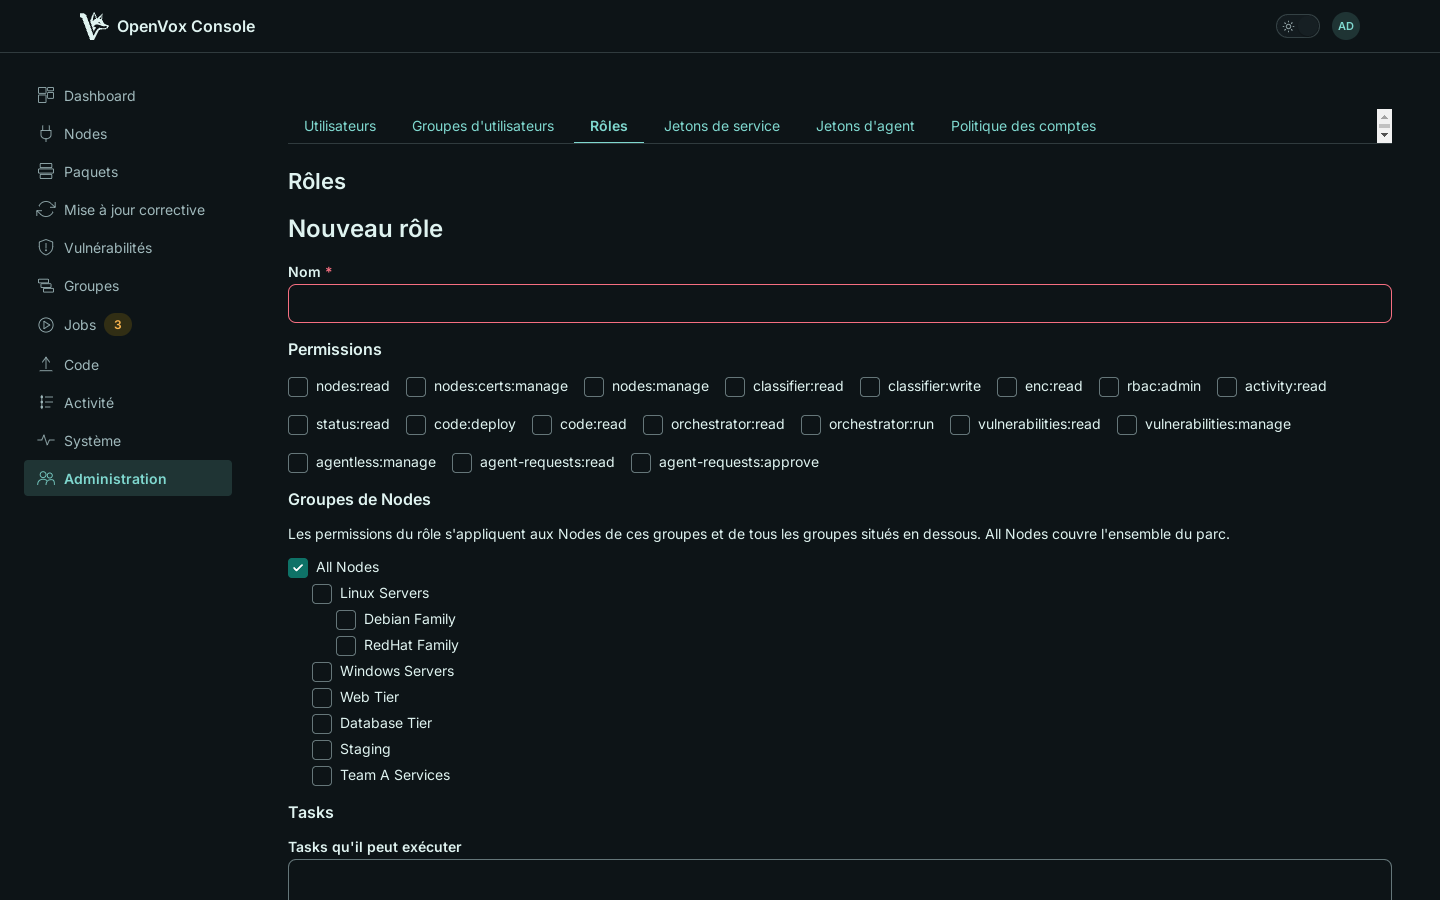 OpenVox Console
AD
Dashboard
Nodes
Paquets
Mise à jour corrective
Vulnérabilités
Groupes
Jobs 3
Code
Activité
Système
Administration
Utilisateurs Groupes d'utilisateurs Rôles Jetons de service Jetons d'agent Politique des comptes
Rôles
Nouveau rôle
Nom *
Permissions
nodes:read nodes:certs:manage nodes:manage classifier:read classifier:write enc:read rbac:admin activity:read
status:read code:deploy code:read orchestrator:read orchestrator:run vulnerabilities:read vulnerabilities:manage
agentless:manage agent-requests:read agent-requests:approve
Groupes de Nodes
Les permissions du rôle s'appliquent aux Nodes de ces groupes et de tous les groupes situés en dessous. All Nodes couvre l'ensemble du parc.
All Nodes
Linux Servers
Debian Family
RedHat Family
Windows Servers
Web Tier
Database Tier
Staging
Team A Services
Tasks
Tasks qu'il peut exécuter